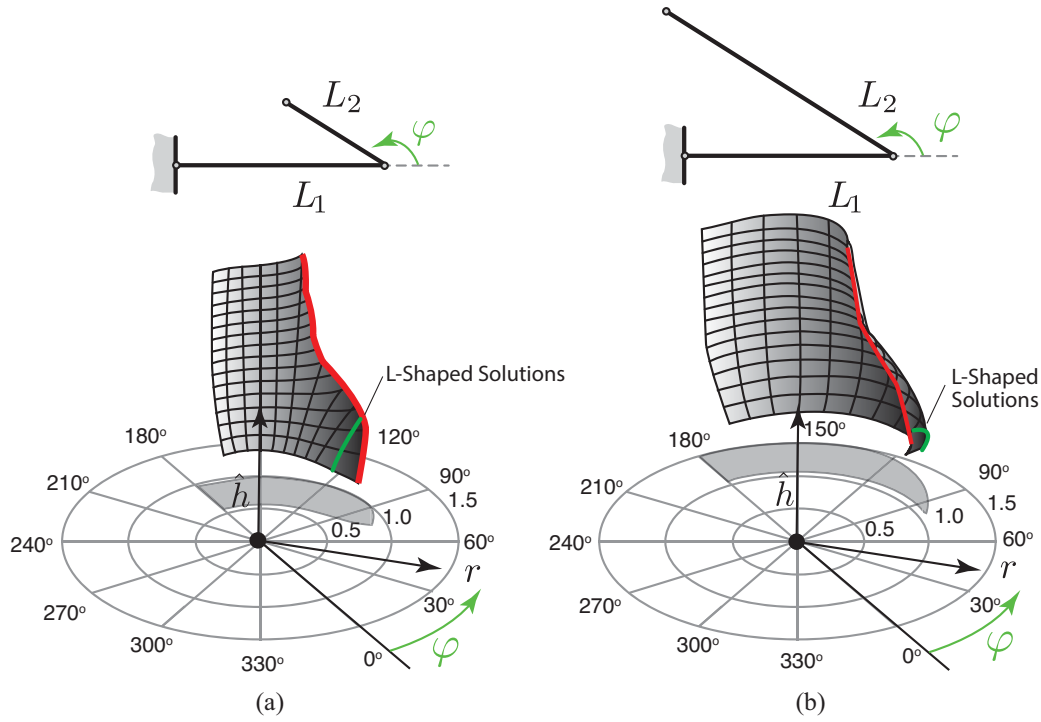 L2
φ
L1
L2
φ
L1
L-Shaped Solutions
180°
120°
210°
90°
1.5
ĥ
0.5
1.0
240°
60°
r
270°
30°
300°
330°
0°
φ
(a)
L-Shaped
Solutions
180°
150°
210°
90°
1.5
ĥ
0.5
1.0
240°
60°
r
270°
30°
300°
330°
0°
φ
(b)